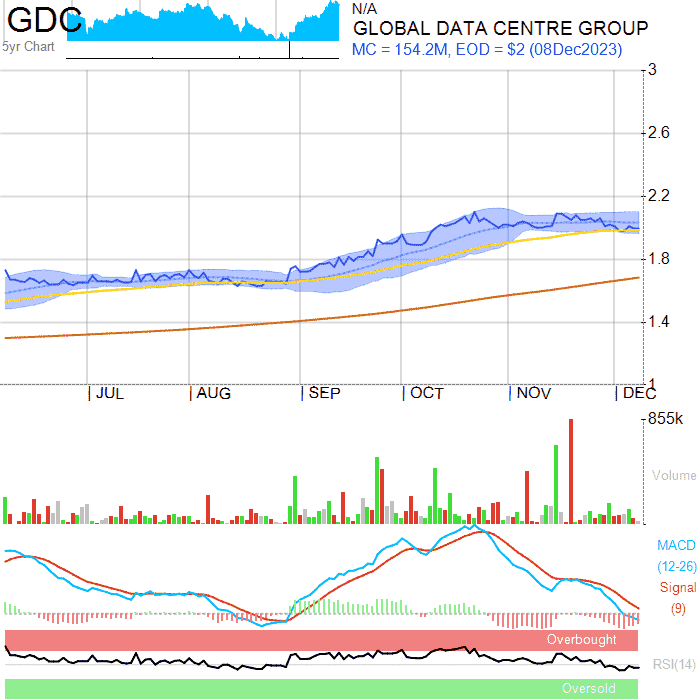 GDC
N/A
GLOBAL DATA CENTRE GROUP
5yr Chart
MC = 154.2M, EOD = $2 (08Dec2023)
3
2.6
2.2
1.8
1.4
1
JUL AUG SEP OCT NOV DEC
855k
Volume
MACD
(12-26)
Signal
(9)
Overbought
RSI(14)
Oversold